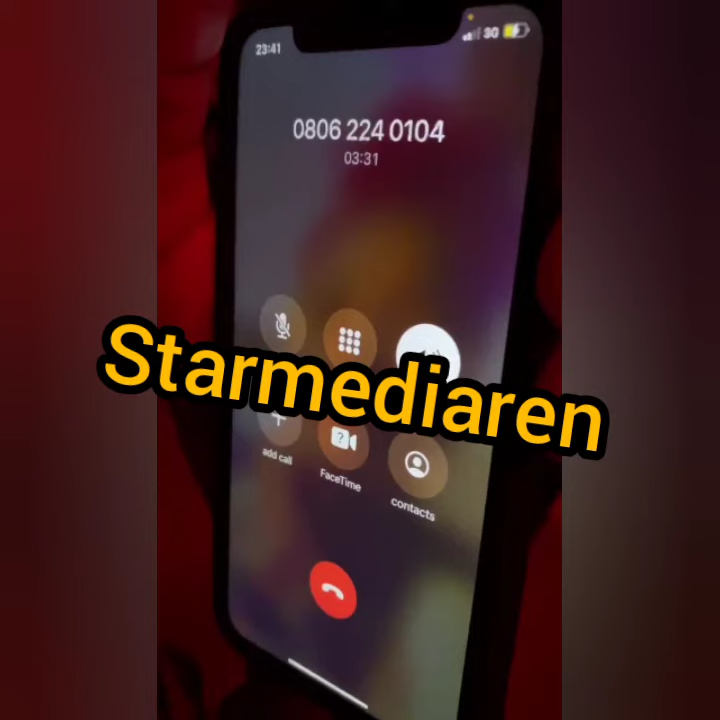 23:41
3G
0806 224 0104
03:31
Starmediaren
add call
FaceTime
contacts